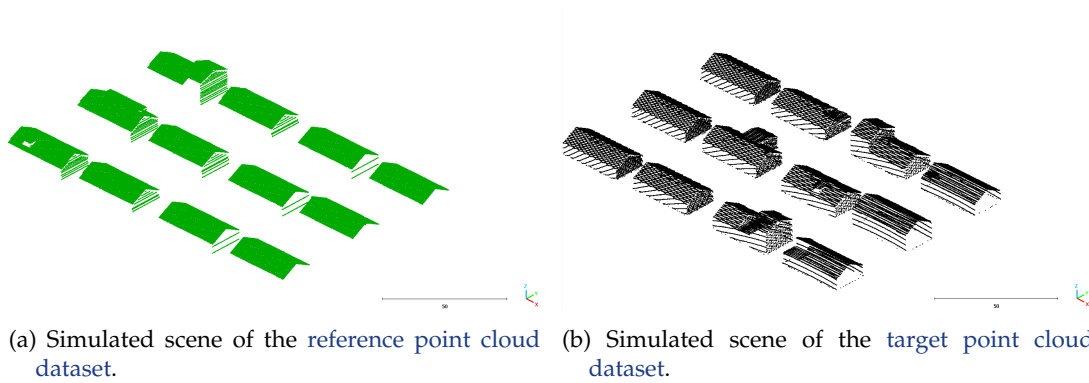 Z
Y
X
50
Z
Y
X
50
(a) Simulated scene of the reference point cloud
dataset.
(b) Simulated scene of the target point cloud
dataset.